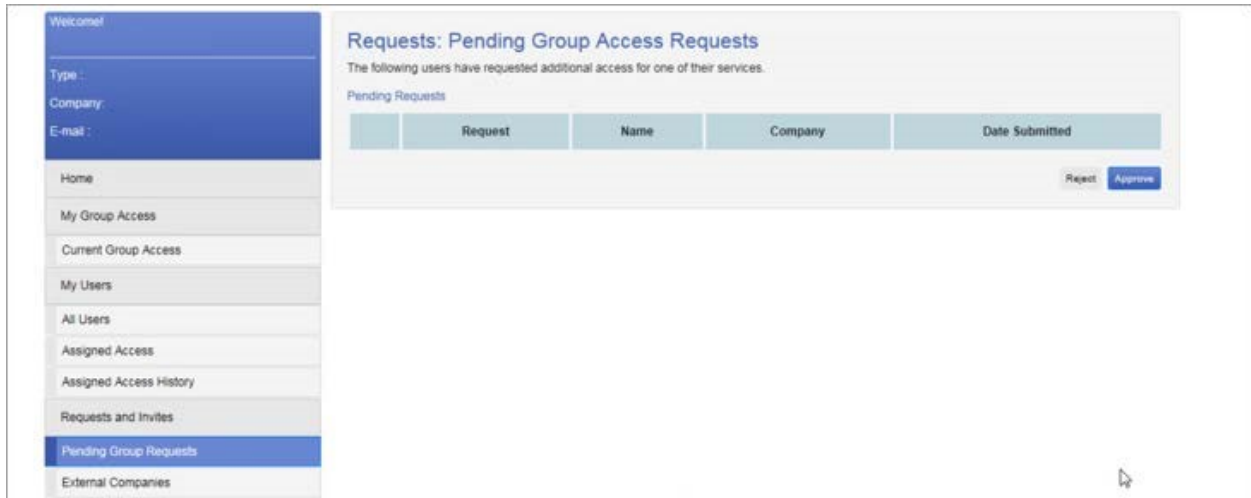 Welcome!
Type :
Company:
E-mail :
Home
My Group Access
Current Group Access
My Users
All Users
Assigned Access
Assigned Access History
Requests and Invites
Pending Group Requests
External Companies
Requests: Pending Group Access Requests
The following users have requested additional access for one of their services.
Pending Requests
Request Name Company Date Submitted
Reject Approve